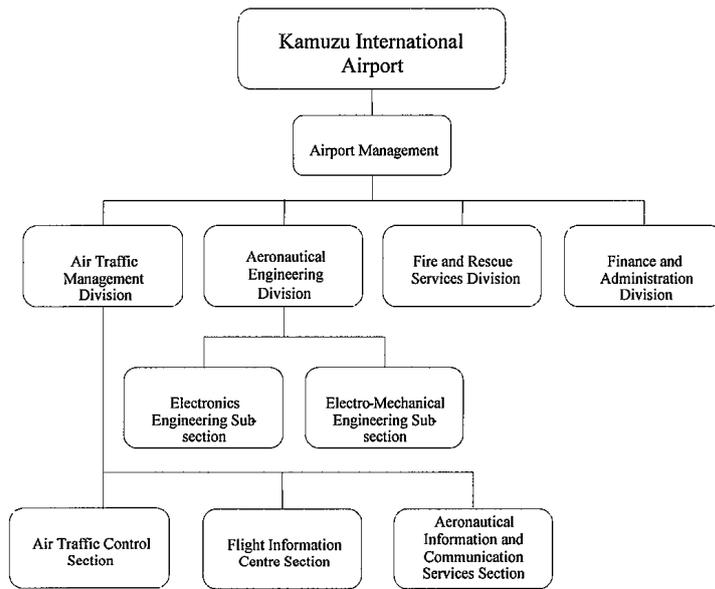 Kamuzu International
Airport
Airport Management
Air Traffic
Management
Division
Aeronautical
Engineering
Division
Fire and Rescue
Services Division
Finance and
Administration
Division
Electronics
Engineering Sub-
section
Electro-Mechanical
Engineering Sub-
section
Air Traffic Control
Section
Flight Information
Centre Section
Aeronautical
Information and
Communication
Services Section